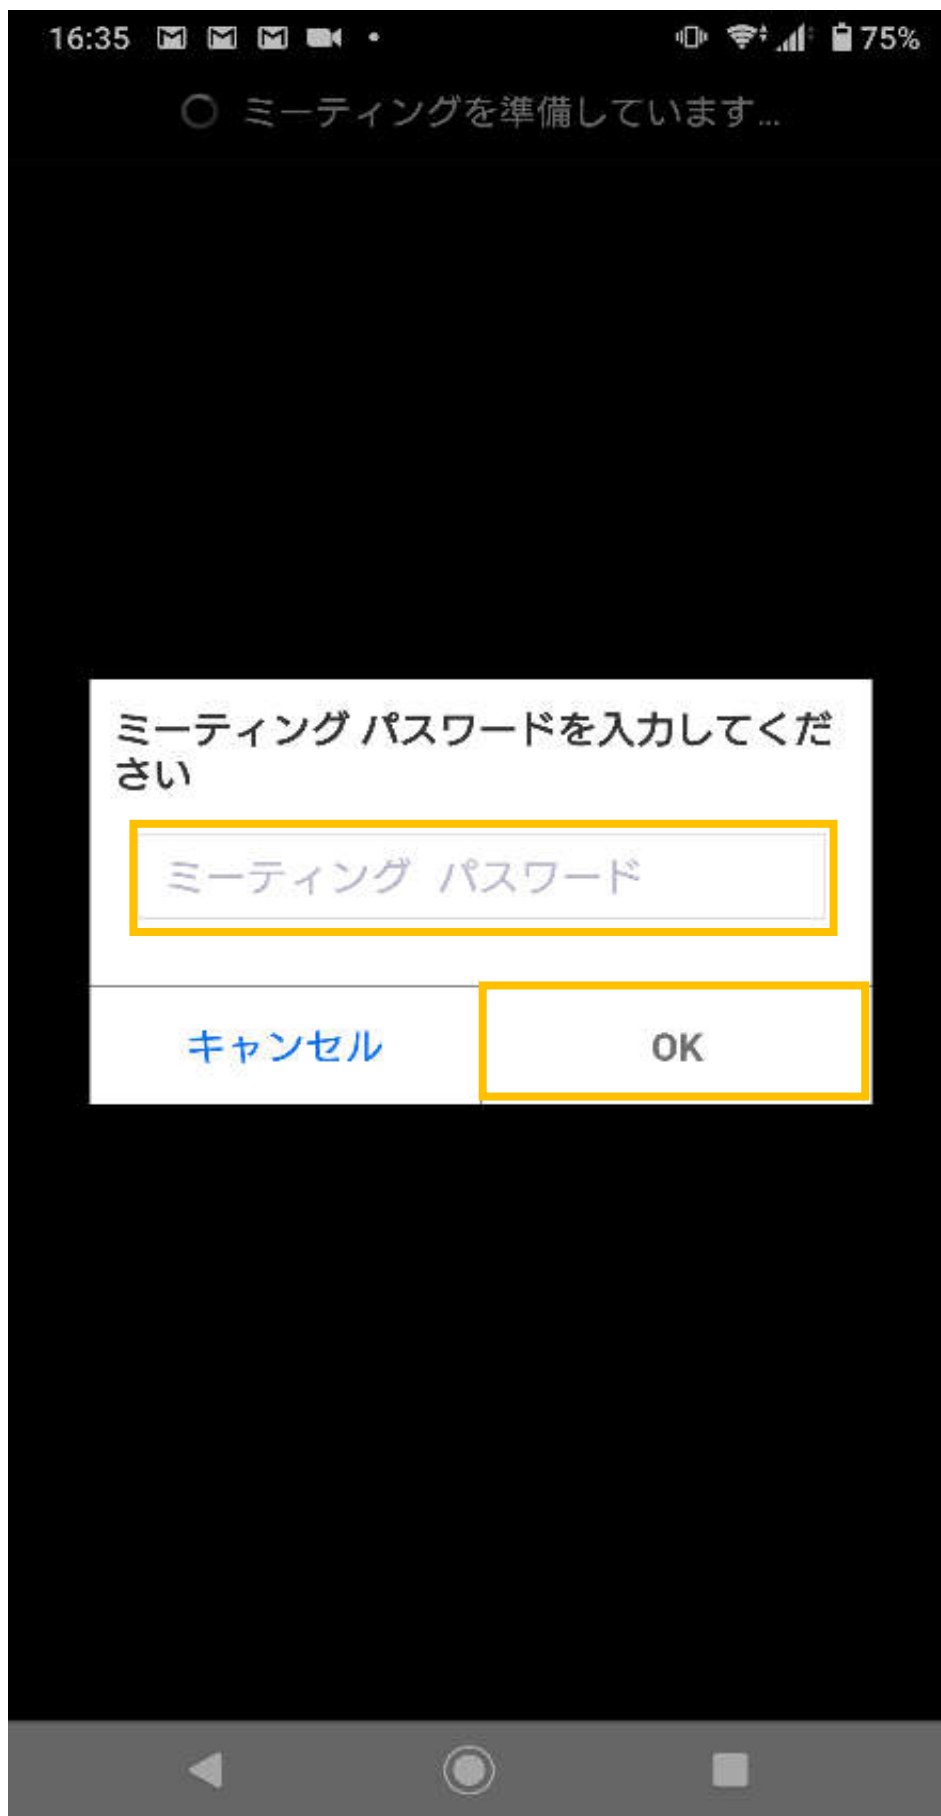 16:35 75%
ミーティングを準備しています...
ミーティング パスワードを入力してくだ
さい
ミーティング パスワード
キャンセル OK